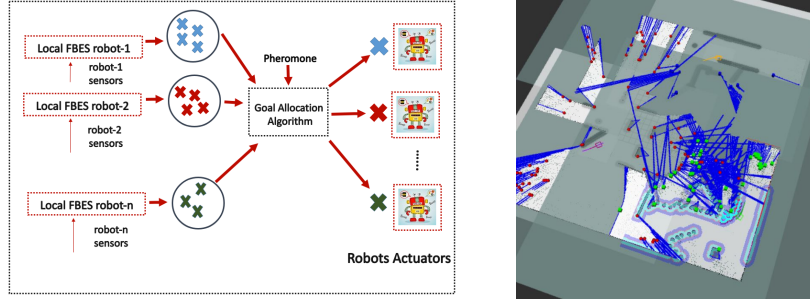 Local FBES robot-1
robot-1
sensors
Pheromone
Local FBES robot-2
Goal Allocation
Algorithm
robot-2
sensors
Local FBES robot-n
robot-n
sensors
Robots Actuators